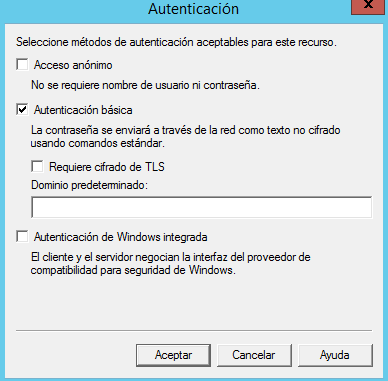 Autenticación
x
Seleccione métodos de autenticación aceptables para este recurso.
Acceso anónimo
No se requiere nombre de usuario ni contraseña.
Autenticación básica
La contraseña se enviará a través de la red como texto no cifrado
usando comandos estándar.
Requiere cifrado de TLS
Dominio predeterminado:
Autenticación de Windows integrada
El cliente y el servidor negocian la interfaz del proveedor de
compatibilidad para seguridad de Windows.
Aceptar Cancelar Ayuda